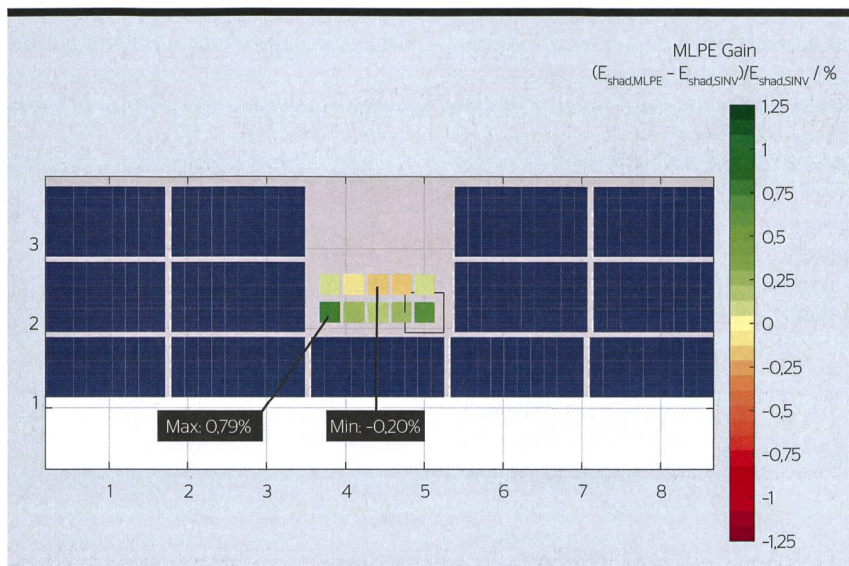 MLPE Gain
(E_shad,MLPE – E_shad,SINV)/E_shad,SINV / %
1,25
1
0,75
0,5
0,25
0
-0,25
-0,5
-0,75
-1
-1,25
3
2
1
Max: 0,79%
Min: -0,20%
1 2 3 4 5 6 7 8